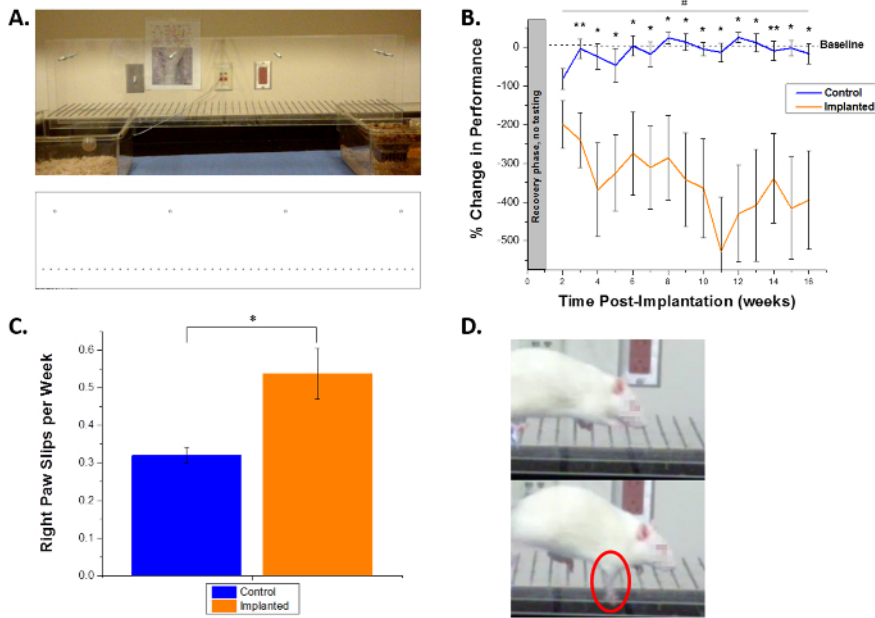 A.
B.
#
** * * * * * * * * * ** * *
Baseline
0
-100
-200
-300
-400
-500
% Change in Performance
Recovery phase, no testing
Control
Implanted
0 2 4 6 8 10 12 14 16
Time Post-Implantation (weeks)
C.
*
0.6
0.5
0.4
0.3
0.2
0.1
0.0
Right Paw Slips per Week
Control
Implanted
D.